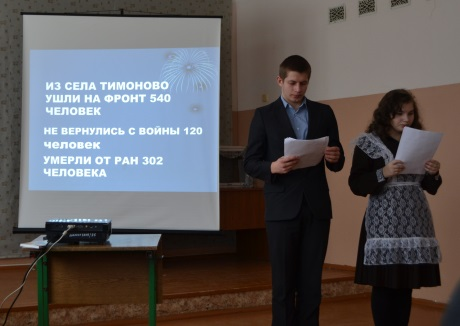 ИЗ СЕЛА ТИМОНОВО
УШЛИ НА ФРОНТ 540
ЧЕЛОВЕК
НЕ ВЕРНУЛИСЬ С ВОЙНЫ 120
человек
УМЕРЛИ ОТ РАН 302
ЧЕЛОВЕКА